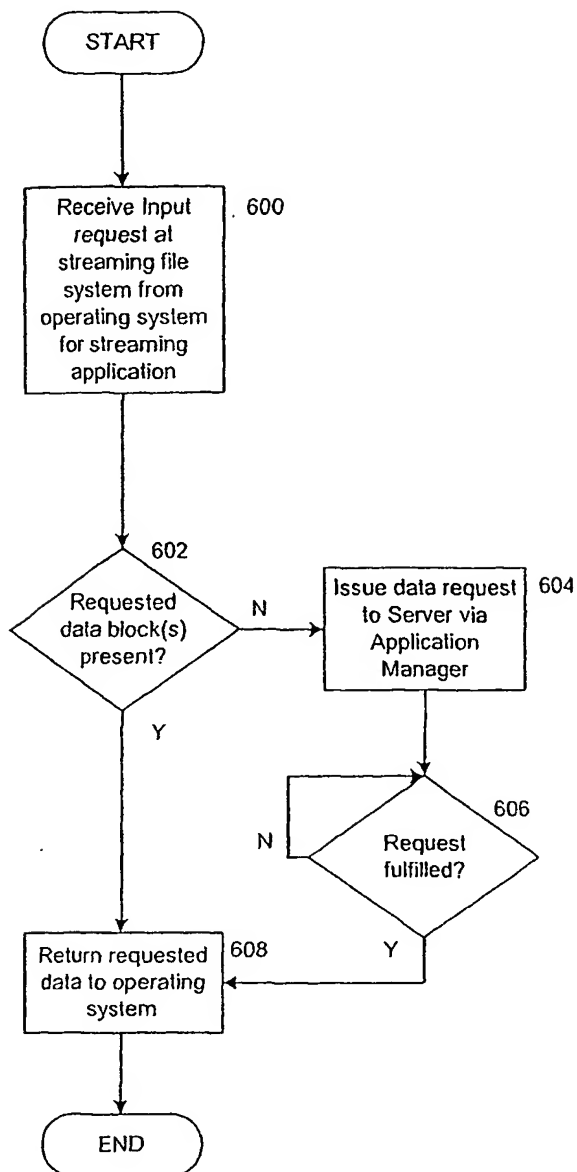 START
Receive Input
request at
streaming file
system from
operating system
for streaming
application
600
602
Requested
data block(s)
present?
N
Y
Issue data request
to Server via
Application
Manager
604
606
Request
fulfilled?
N
Y
Return requested
data to operating
system
608
END